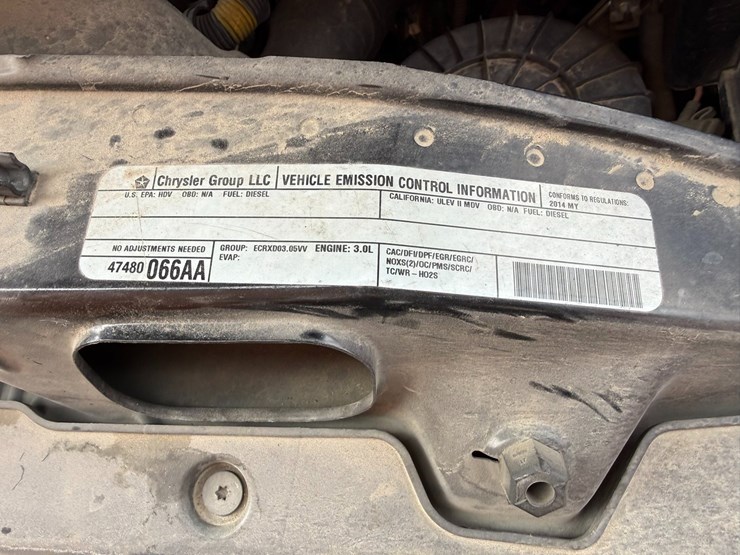 Chrysler Group LLC VEHICLE EMISSION CONTROL INFORMATION CONFORMS TO REGULATIONS:
2014 MY
U.S. EPA: HDV OBD: N/A FUEL: DIESEL
CALIFORNIA: ULEV II MDV OBD: N/A FUEL: DIESEL
NO ADJUSTMENTS NEEDED
47480 066AA
GROUP: ECRXD03.05VV ENGINE: 3.0L
EVAP:
CAC/DFI/DPF/EGR/EGRC/
NOXS(2)/OC/PMS/SCRC/
TC/WR – HO2S